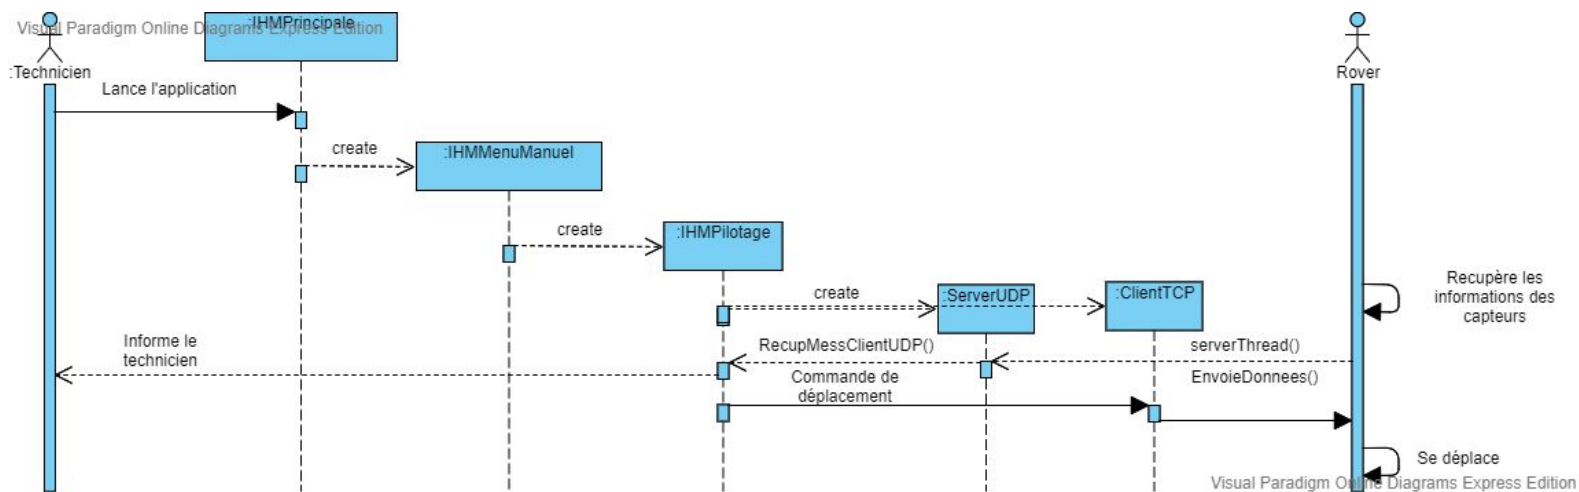 Visual Paradigm Online Diagrams Express Edition
:IHMPrincipale
:Technicien
Rover
Lance l'application
create
:IHMMenuManuel
create
:IHMPilotage
create
:ServerUDP
:ClientTCP
Recupère les
informations des
capteurs
Informe le
technicien
RecupMessClientUDP()
serverThread()
Commande de
déplacement
EnvoieDonnees()
Se déplace
Visual Paradigm Online Diagrams Express Edition